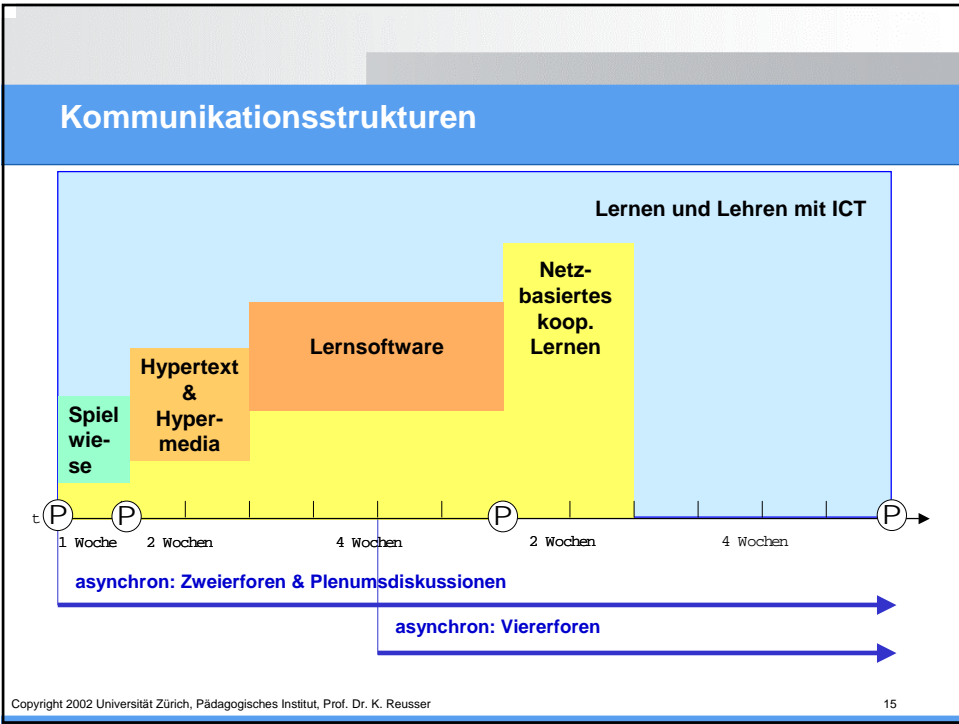 Kommunikationsstrukturen
Lernen und Lehren mit ICT
Netz-
basiertes
koop.
Lernen
Lernsoftware
Hypertext
&
Hyper-
media
Spiel
wie-
se
t P P P P
1 Woche 2 Wochen 4 Wochen 2 Wochen 4 Wochen
asynchron: Zweierforen & Plenumsdiskussionen
asynchron: Viererforen
Copyright 2002 Universität Zürich, Pädagogisches Institut, Prof. Dr. K. Reusser 15